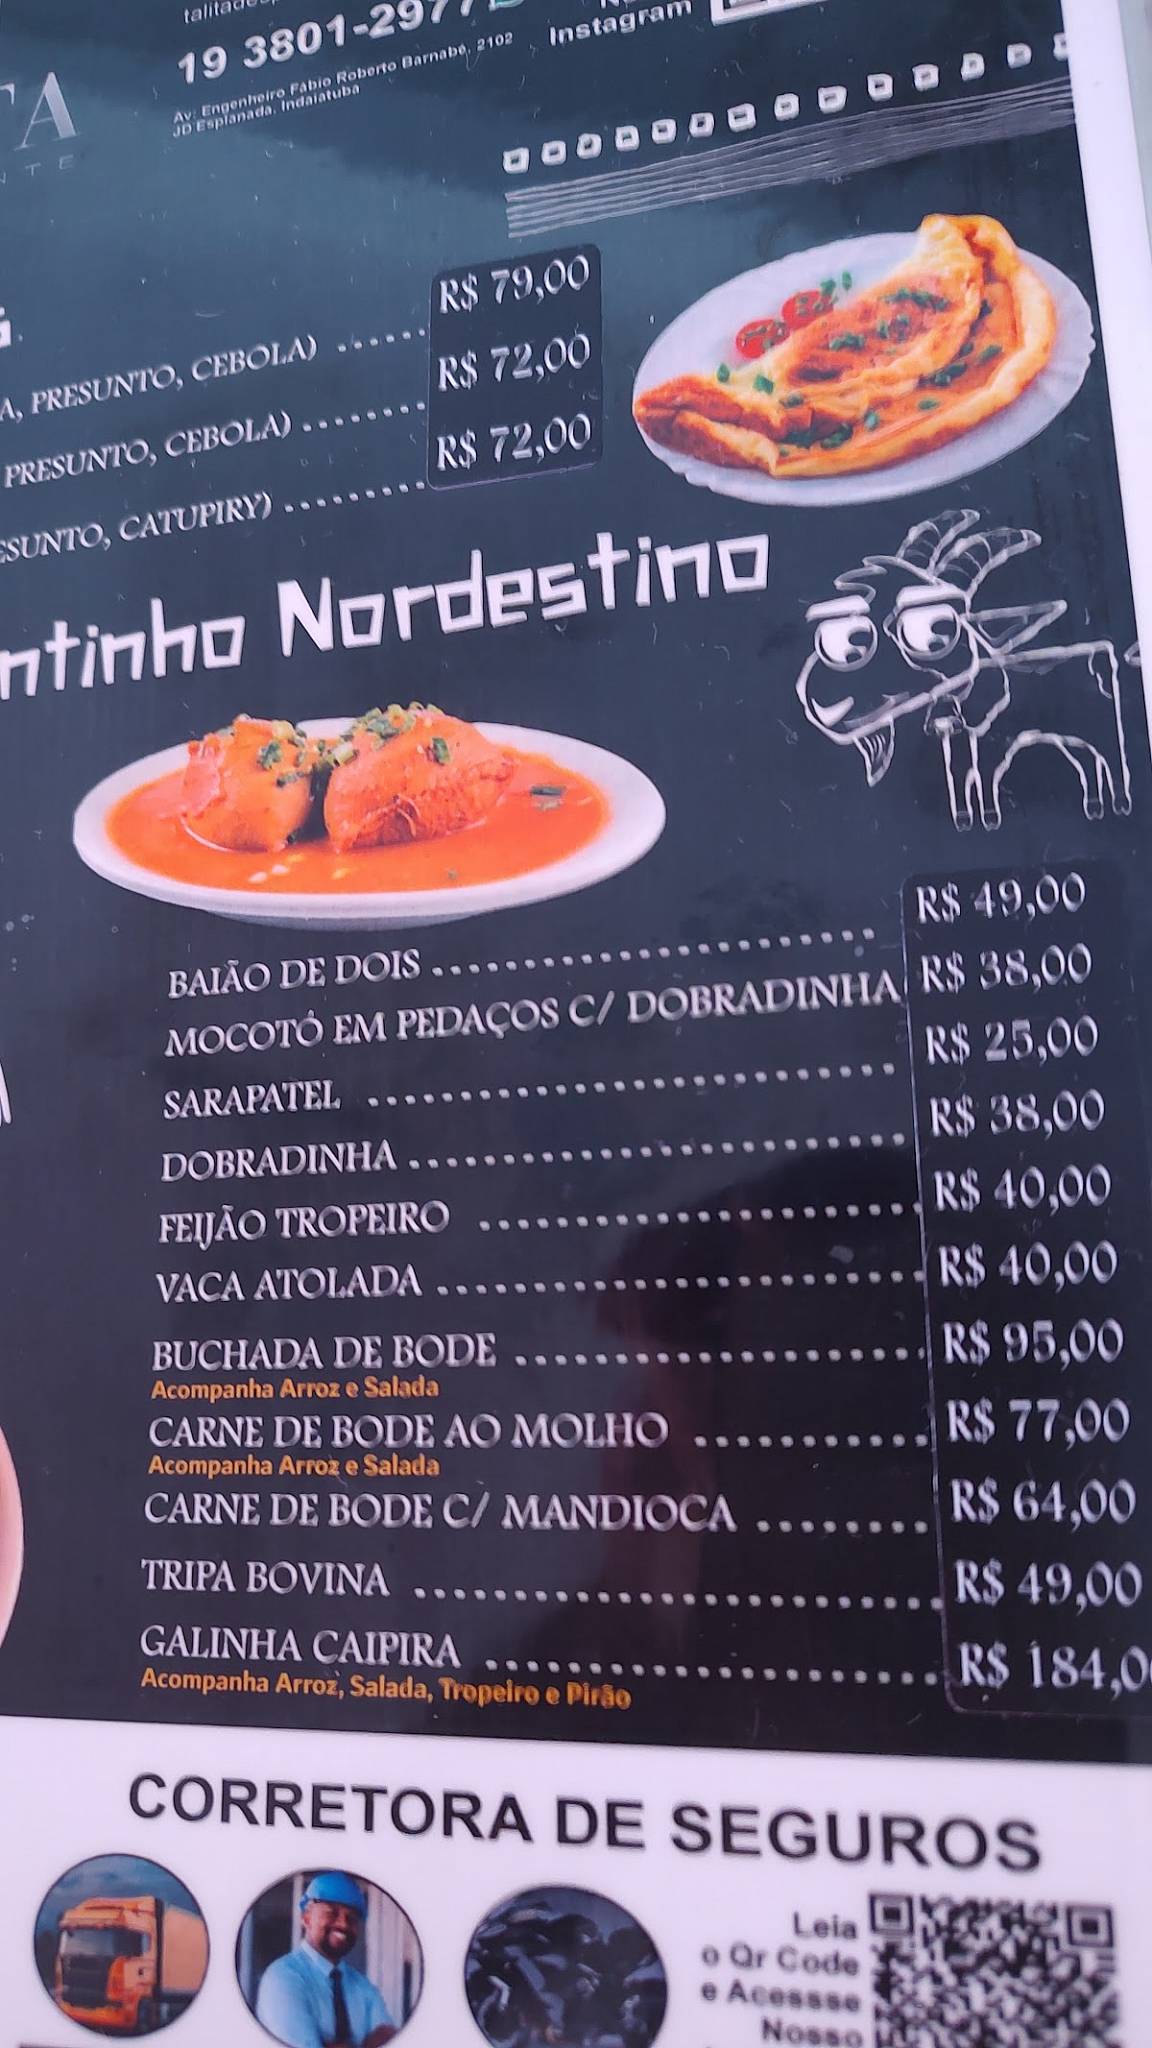 19 3801-2977
Instagram
Av: Engenheiro Fabio Roberto Barnabé, 2102
JD Esplanada, Indaiatuba
A, PRESUNTO, CEBOLA) ...... R$ 79,00
PRESUNTO, CEBOLA) ........ R$ 72,00
ESUNTO, CATUPIRY) ......... R$ 72,00
ntinho Nordestino
BAIÃO DE DOIS ........................ R$ 49,00
MOCOTÓ EM PEDAÇOS C/ DOBRADINHA R$ 38,00
SARAPATEL ............................ R$ 25,00
DOBRADINHA ........................... R$ 38,00
FEIJÃO TROPEIRO ...................... R$ 40,00
VACA ATOLADA ......................... R$ 40,00
BUCHADA DE BODE .................... R$ 95,00
Acompanha Arroz e Salada
CARNE DE BODE AO MOLHO ........... R$ 77,00
Acompanha Arroz e Salada
CARNE DE BODE C/ MANDIOCA ........ R$ 64,00
TRIPA BOVINA .......................... R$ 49,00
GALINHA CAIPIRA ...................... R$ 184,0
Acompanha Arroz, Salada, Tropeiro e Pirão
CORRETORA DE SEGUROS
Leia
o Qr Code
e Acessse
Nosso